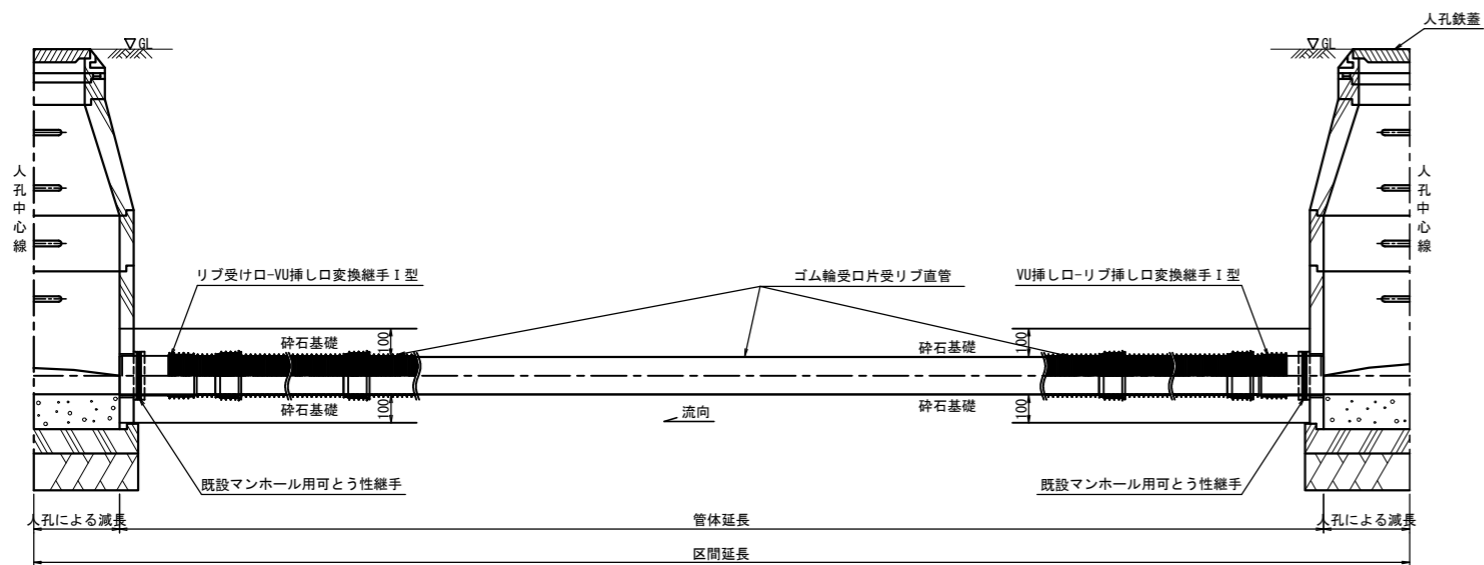 人孔鉄蓋
▽GL
▽GL
人孔中心線
人孔中心線
リブ受け口-VU挿し口変換継手Ⅰ型
ゴム輪受口片受リブ直管
VU挿し口-リブ挿し口変換継手Ⅰ型
砕石基礎
100
砕石基礎
100
砕石基礎
100
砕石基礎
100
流向
既設マンホール用可とう性継手
既設マンホール用可とう性継手
人孔による減長
管体延長
人孔による減長
区間延長